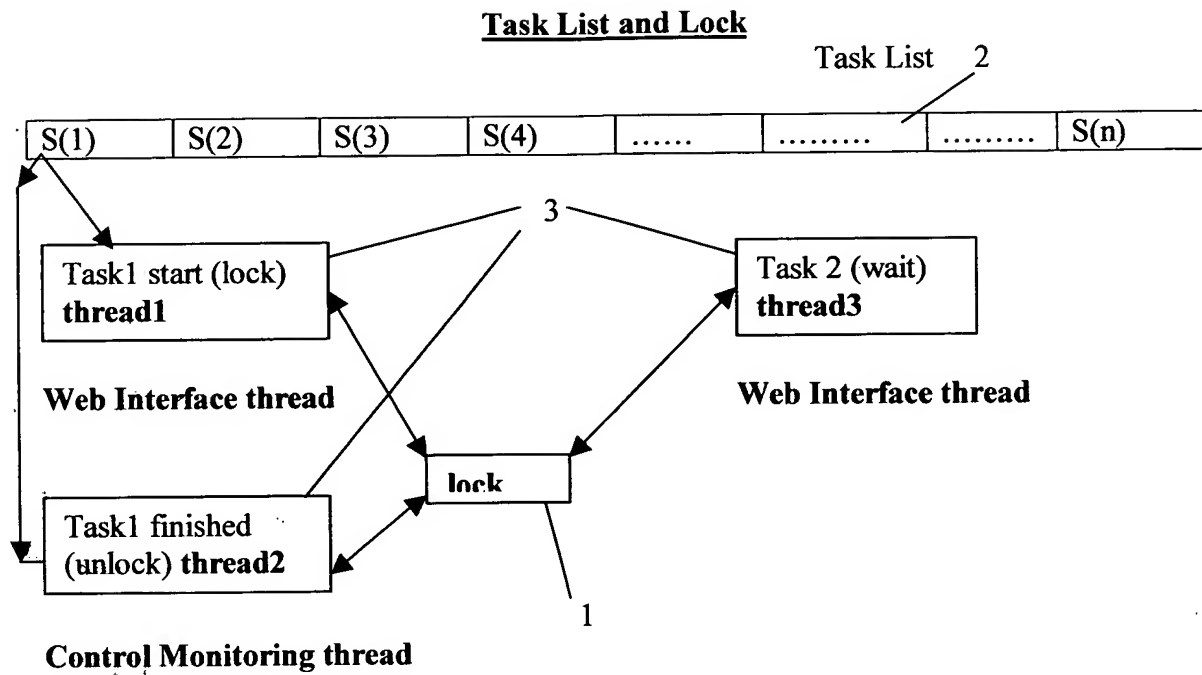 Task List and Lock
Task List 2
S(1) S(2) S(3) S(4) ...... ......... ......... S(n)
3
Task1 start (lock)
thread1
Task 2 (wait)
thread3
Web Interface thread
Web Interface thread
lock
Task1 finished
(unlock) thread2
1
Control Monitoring thread